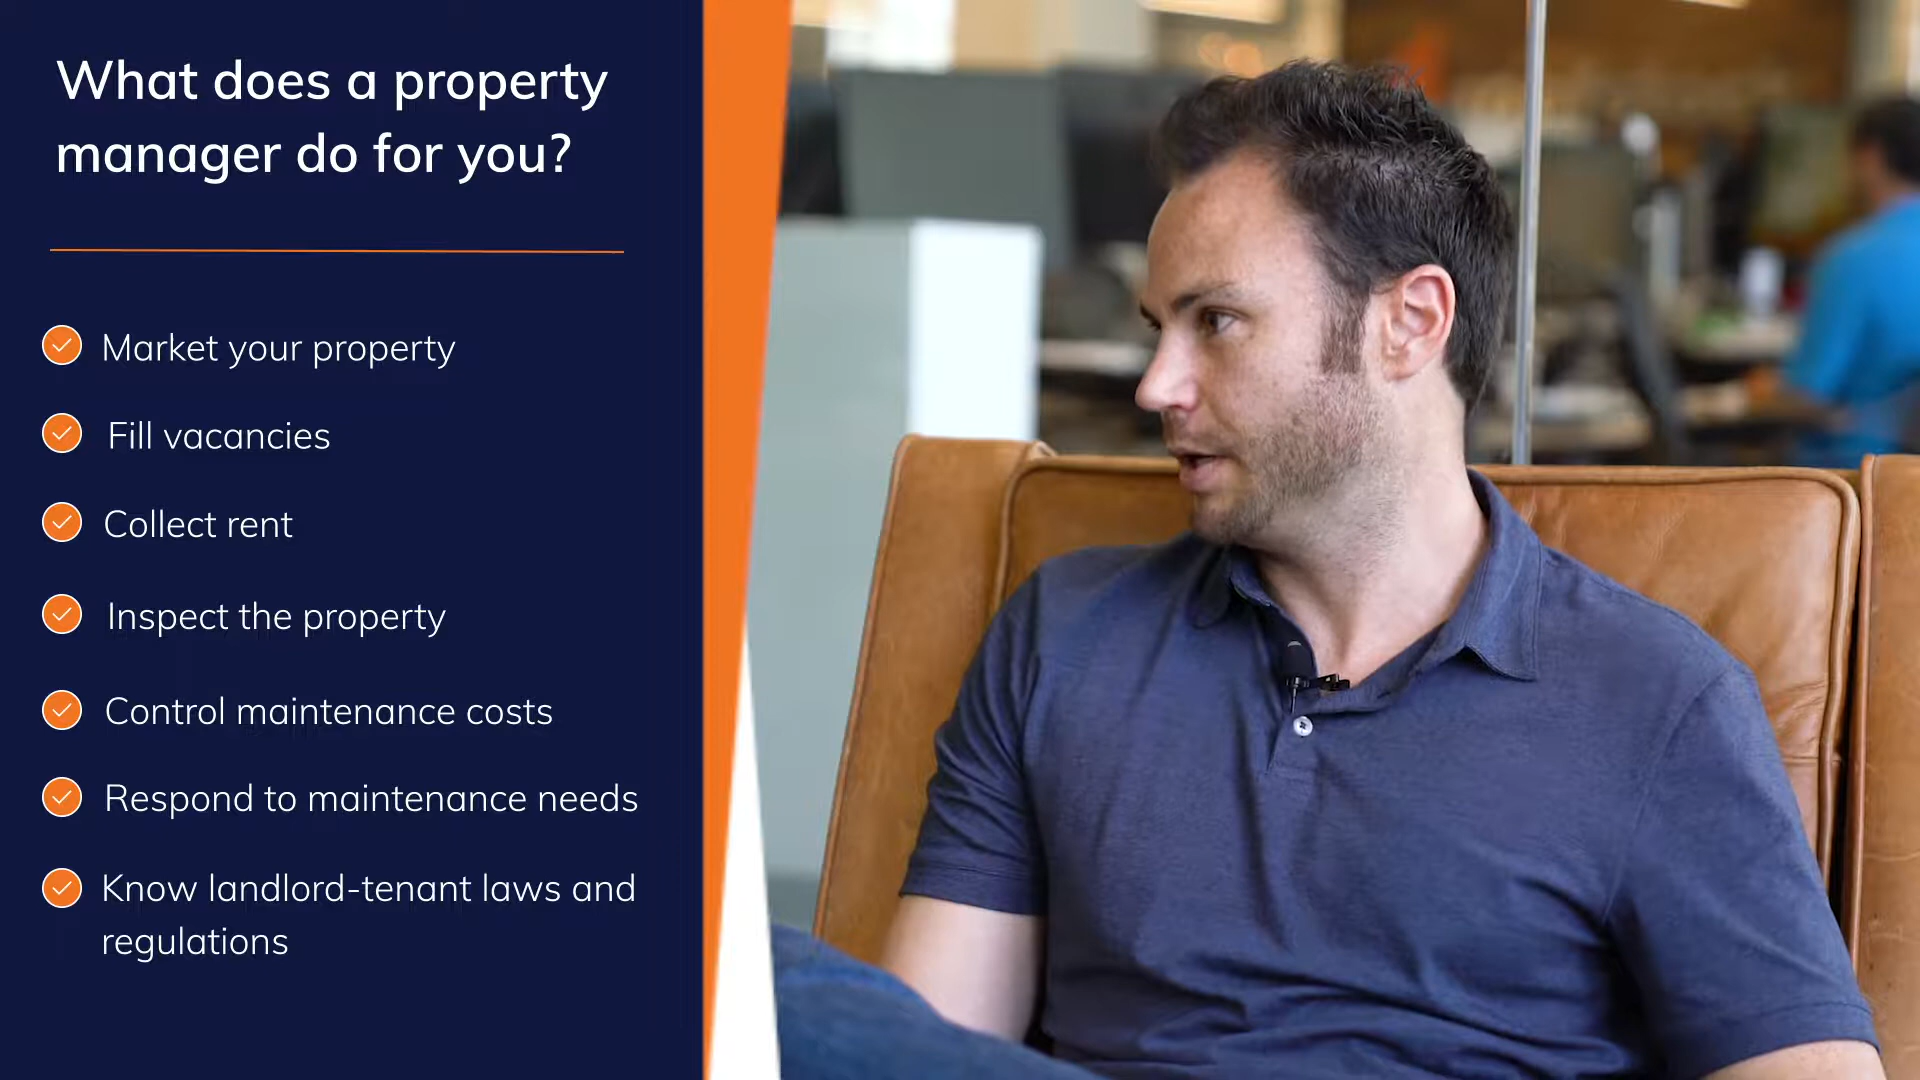 What does a property
manager do for you?
Market your property
Fill vacancies
Collect rent
Inspect the property
Control maintenance costs
Respond to maintenance needs
Know landlord-tenant laws and
regulations